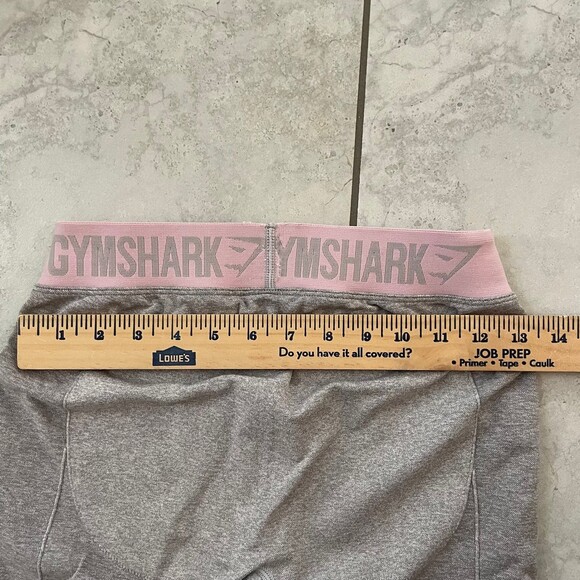 GYMSHARK YMSHARK
1 2 3 4 5 6 7 8 9 10 11 12 13 14
LOWE'S Do you have it all covered? JOB PREP
• Primer • Tape • Caulk